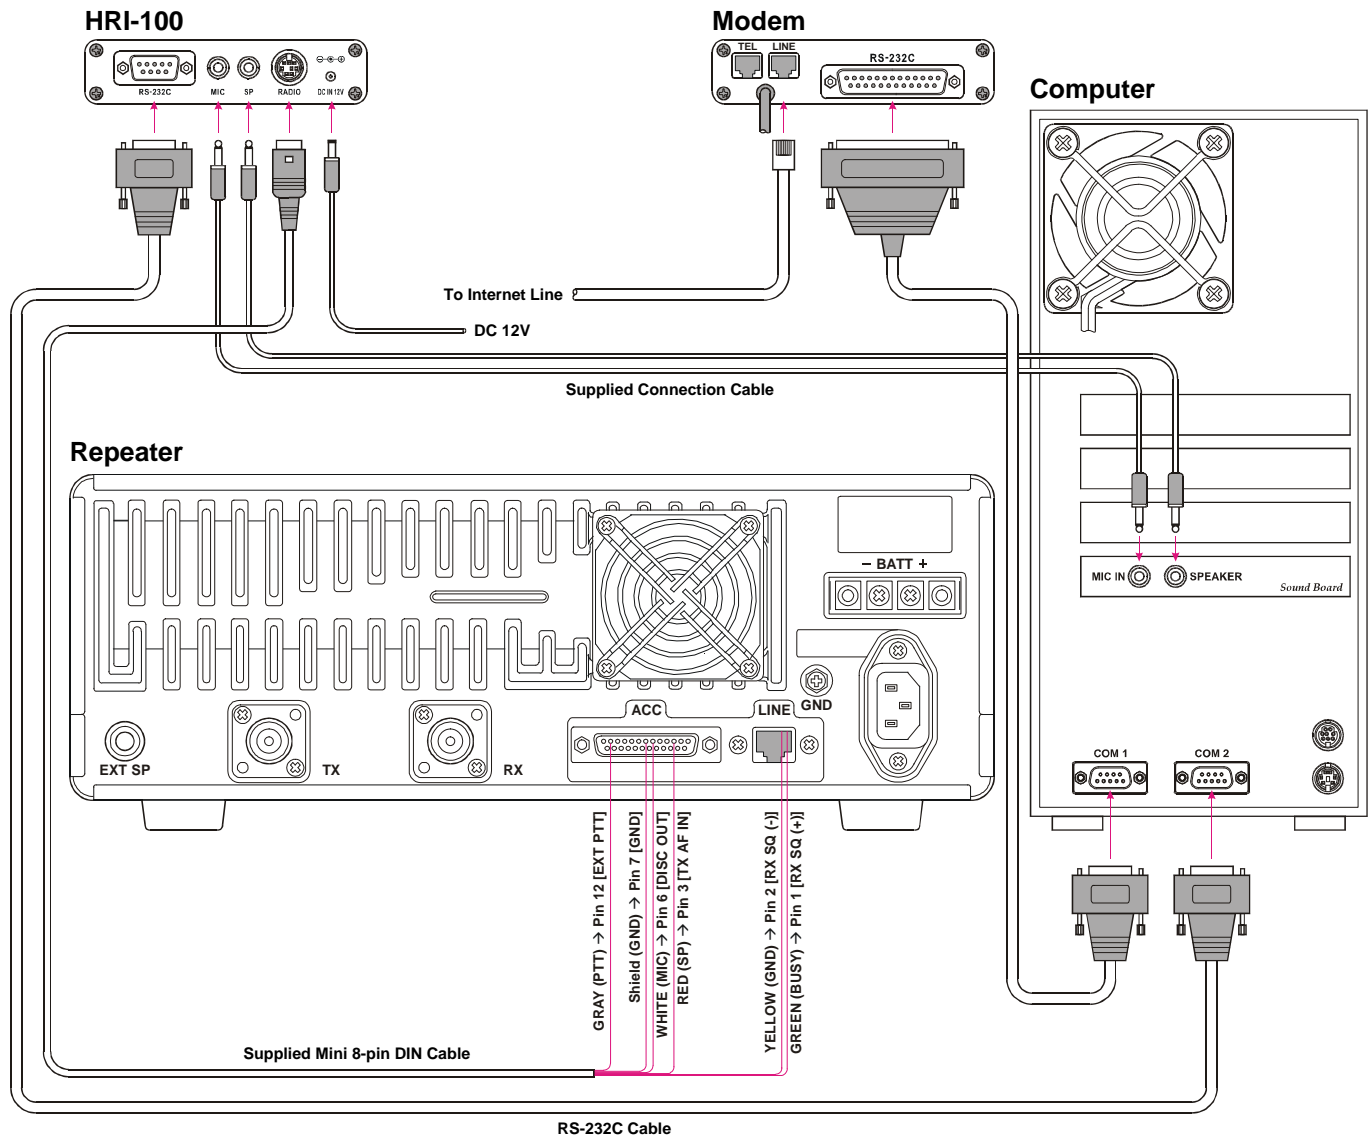 HRI-100
RS-232C
MIC
SP
RADIO
DC IN 12V
Modem
TEL
LINE
RS-232C
Computer
To Internet Line
DC 12V
Supplied Connection Cable
Repeater
− BATT +
MIC IN
SPEAKER
Sound Board
GND
ACC
LINE
EXT SP
TX
RX
COM 1
COM 2
GRAY (PTT) → Pin 12 [EXT PTT]
Shield (GND) → Pin 7 [GND]
WHITE (MIC) → Pin 6 [DISC OUT]
RED (SP) → Pin 3 [TX AF IN]
YELLOW (GND) → Pin 2 [RX SQ (-)]
GREEN (BUSY) → Pin 1 [RX SQ (+)]
Supplied Mini 8-pin DIN Cable
RS-232C Cable